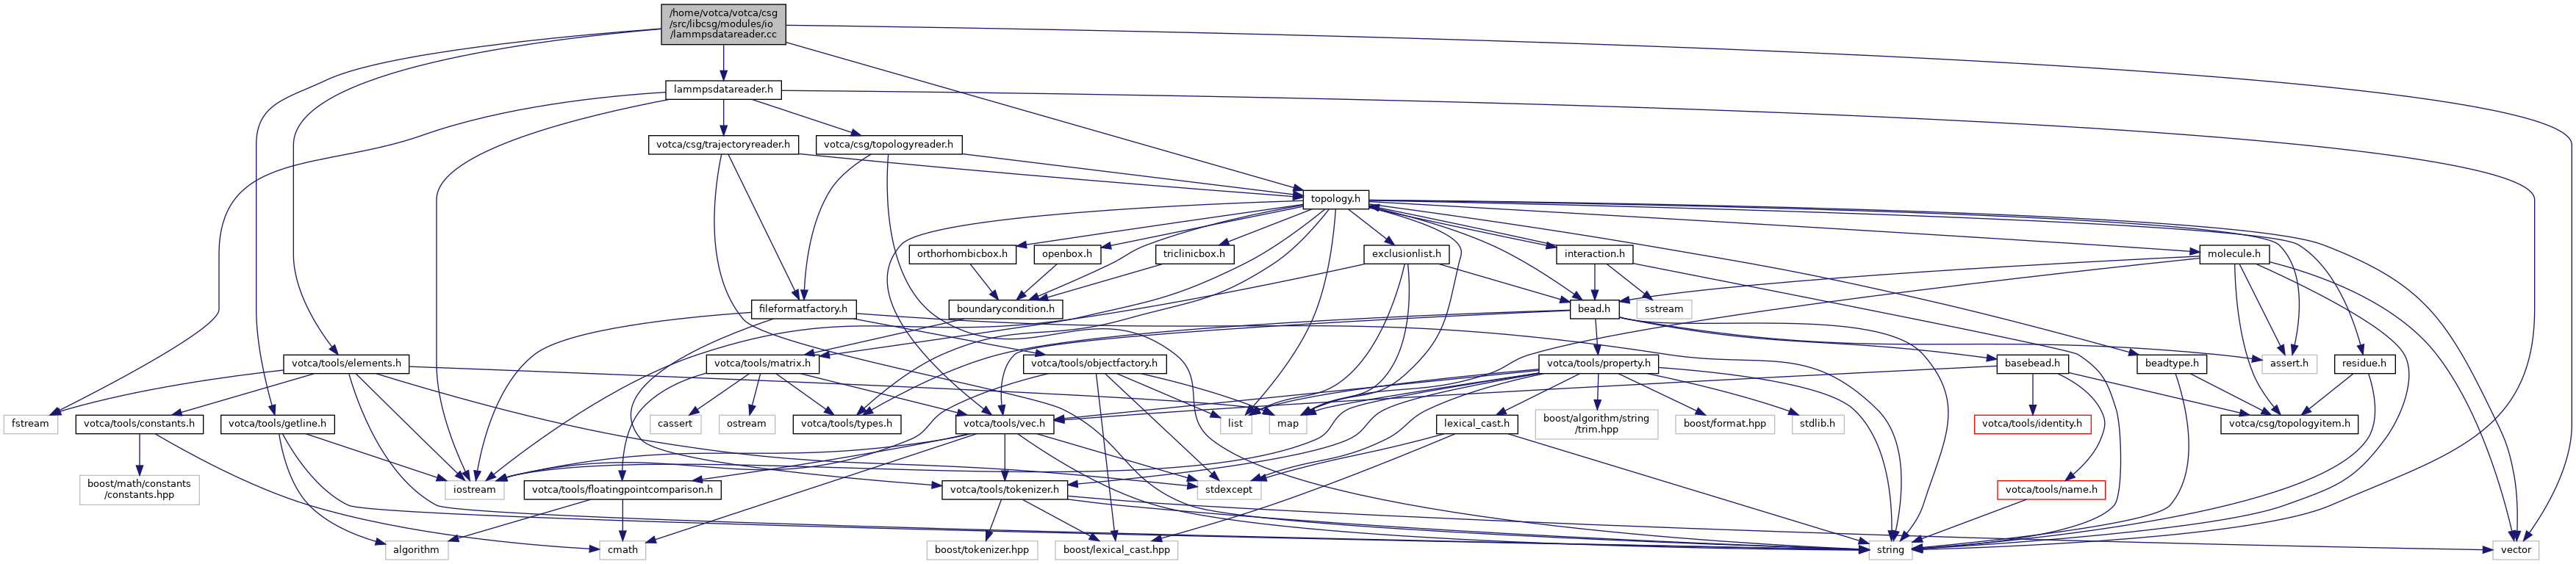 /home/votca/votca/csg
/src/libcsg/modules/io
/lammpsdatareader.cc
lammpsdatareader.h
votca/csg/trajectoryreader.h
votca/csg/topologyreader.h
topology.h
orthorhombicbox.h
openbox.h
triclinicbox.h
exclusionlist.h
interaction.h
molecule.h
fileformatfactory.h
boundarycondition.h
bead.h
sstream
votca/tools/elements.h
votca/tools/matrix.h
votca/tools/objectfactory.h
votca/tools/property.h
basebead.h
beadtype.h
assert.h
residue.h
fstream
votca/tools/constants.h
votca/tools/getline.h
cassert
ostream
votca/tools/types.h
votca/tools/vec.h
list
map
lexical_cast.h
boost/algorithm/string
/trim.hpp
boost/format.hpp
stdlib.h
votca/tools/identity.h
votca/csg/topologyitem.h
boost/math/constants
/constants.hpp
iostream
votca/tools/floatingpointcomparison.h
votca/tools/tokenizer.h
stdexcept
votca/tools/name.h
algorithm
cmath
boost/tokenizer.hpp
boost/lexical_cast.hpp
string
vector